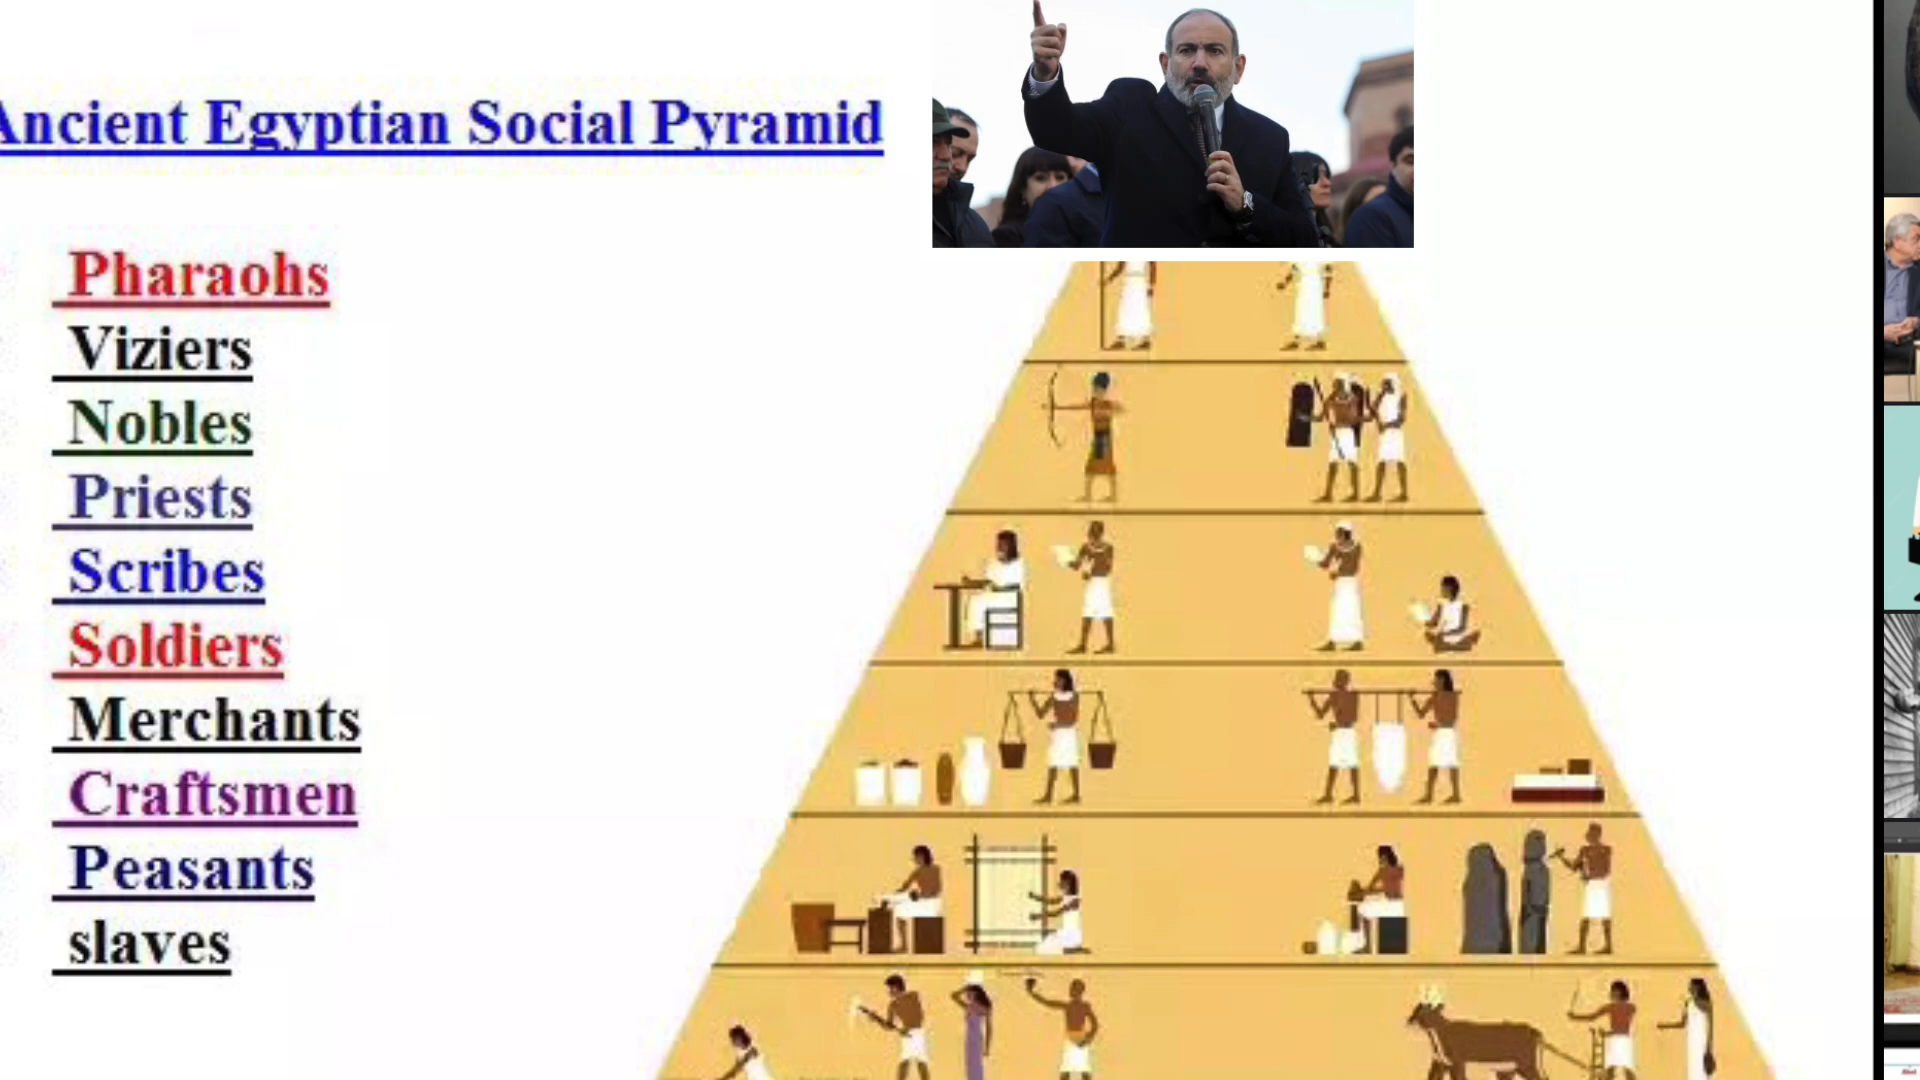 Ancient Egyptian Social Pyramid
Pharaohs
Viziers
Nobles
Priests
Scribes
Soldiers
Merchants
Craftsmen
Peasants
slaves